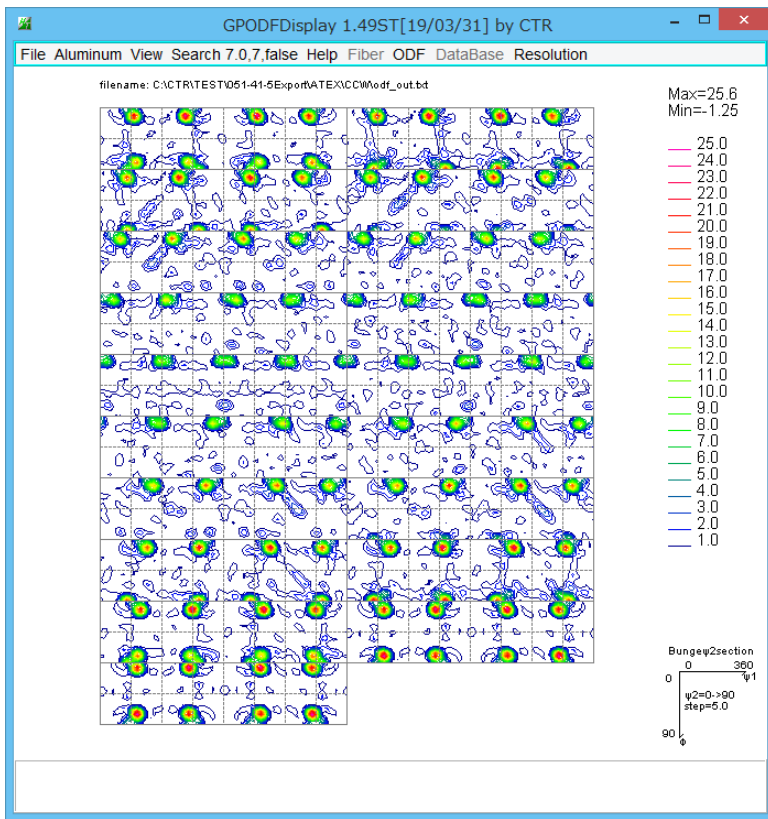 GPODFDisplay 1.49ST[19/03/31] by CTR
File Aluminum View Search 7.0,7,false Help Fiber ODF DataBase Resolution
filename: C:\CTR\TEST\051-41-5Export\ATEX\CCW\odf_out.txt
Max=25.6
Min=-1.25
25.0
24.0
23.0
22.0
21.0
20.0
19.0
18.0
17.0
16.0
15.0
14.0
13.0
12.0
11.0
10.0
9.0
8.0
7.0
6.0
5.0
4.0
3.0
2.0
1.0
Bungeψ2section
0 360
0 ψ1
ψ2=0->90
step=5.0
90
Φ